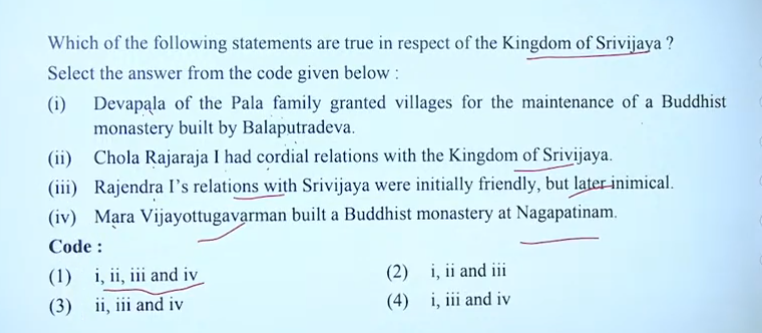 Which of the following statements are true in respect of the Kingdom of Srivijaya ?
Select the answer from the code given below :
(i) Devapala of the Pala family granted villages for the maintenance of a Buddhist
monastery built by Balaputradeva.
(ii) Chola Rajaraja I had cordial relations with the Kingdom of Srivijaya.
(iii) Rajendra I's relations with Srivijaya were initially friendly, but later inimical.
(iv) Mara Vijayottugavarman built a Buddhist monastery at Nagapatinam.
Code :
(1) i, ii, iii and iv (2) i, ii and iii
(3) ii, iii and iv (4) i, iii and iv